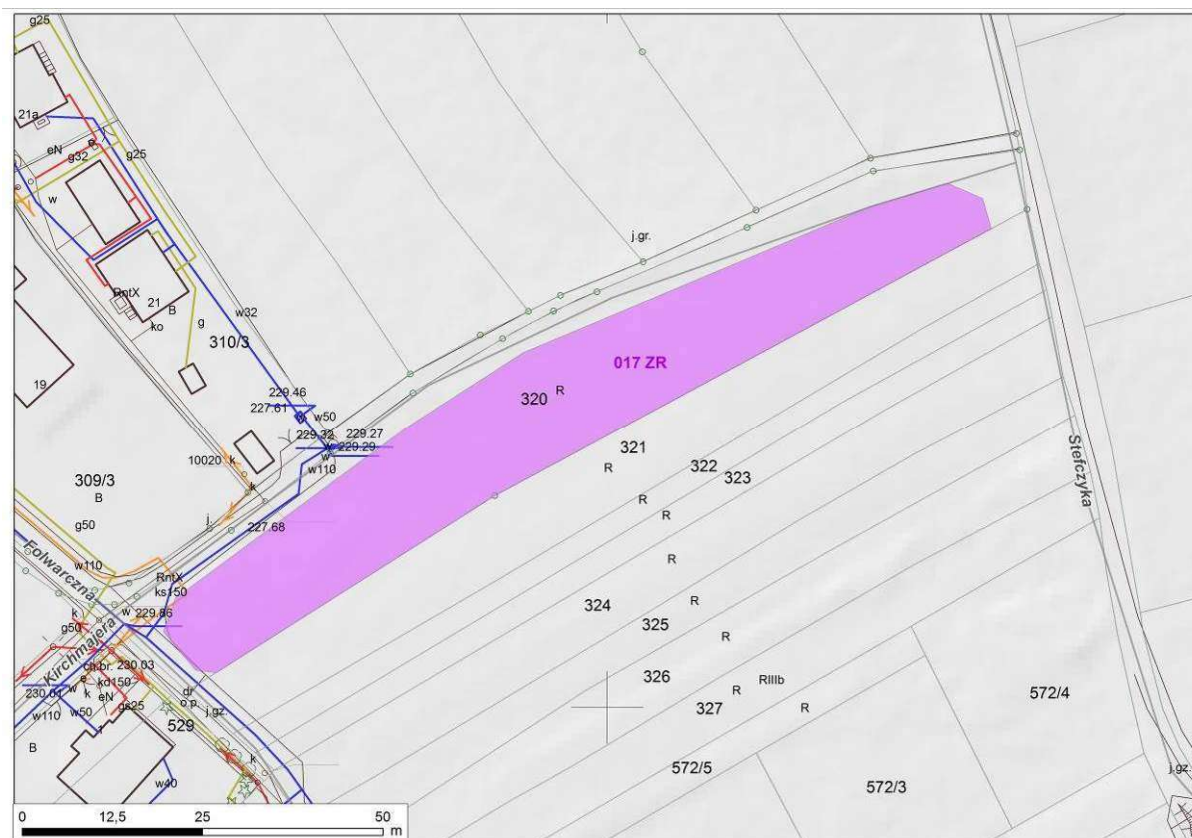 g25
21a
eN
g32
g25
w
RntX
21
B
ko
g
w32
310/3
19
j.gr.
017 ZR
320
R
229.46
227.61
w50
229.32
229.27
229.29
w
w110
10020
k
k
309/3
B
g50
j.
227.68
321
R
322
323
R
R
R
324
R
325
R
326
R
RIIIb
327
R
572/4
572/5
572/3
Stefczyka
Folwarczna
w110
RntX
ks150
w
229.86
k
g50
Kirchmajera
ch.br.
230.03
e
kd150
k
eN
w
230.01
w110
w50
gs25
1
B
dr
o p.
j.gz.
529
k
w40
j.gz.
0 12,5 25 50
m